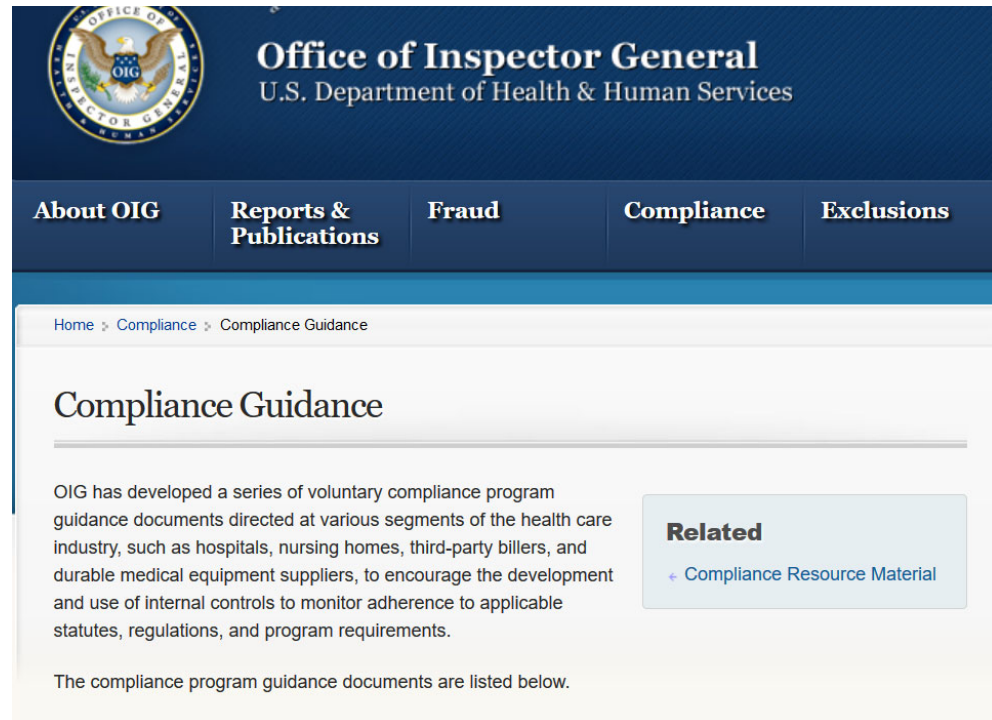 OFFICE OF
INSPECTOR GENERAL
OIG
HUMAN
Office of Inspector General
U.S. Department of Health & Human Services
About OIG
Reports &
Publications
Fraud
Compliance
Exclusions
Home
Compliance
Compliance Guidance
Compliance Guidance
OIG has developed a series of voluntary compliance program
guidance documents directed at various segments of the health care
industry, such as hospitals, nursing homes, third-party billers, and
durable medical equipment suppliers, to encourage the development
and use of internal controls to monitor adherence to applicable
statutes, regulations, and program requirements.
Related
Compliance Resource Material
The compliance program guidance documents are listed below.